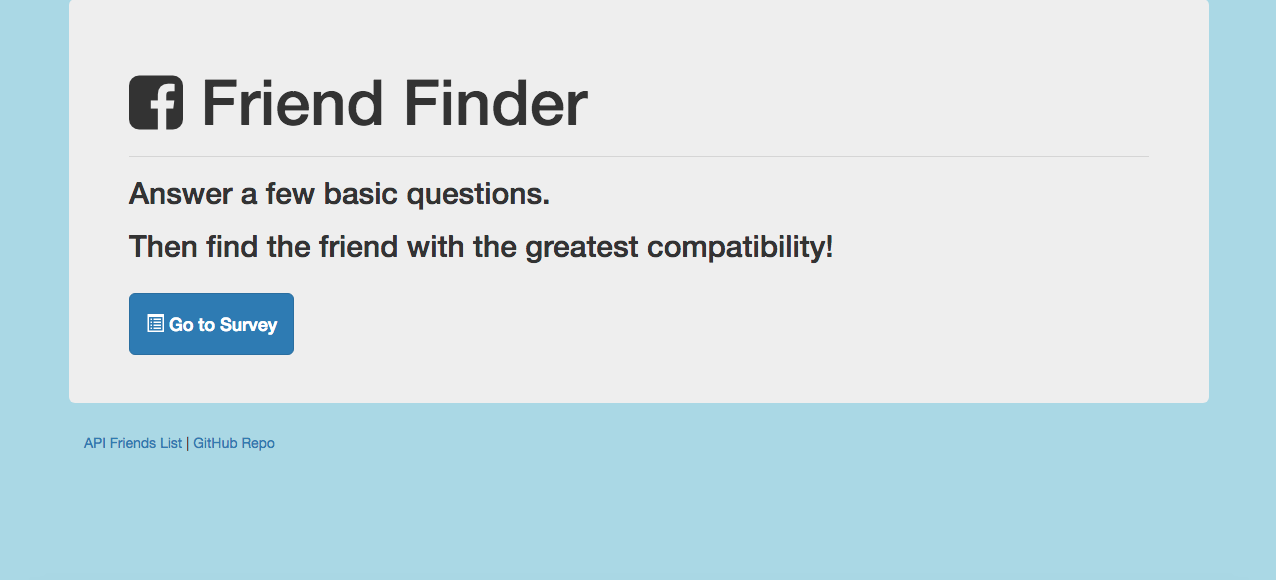 Friend Finder
Answer a few basic questions.
Then find the friend with the greatest compatibility!
Go to Survey
API Friends List | GitHub Repo